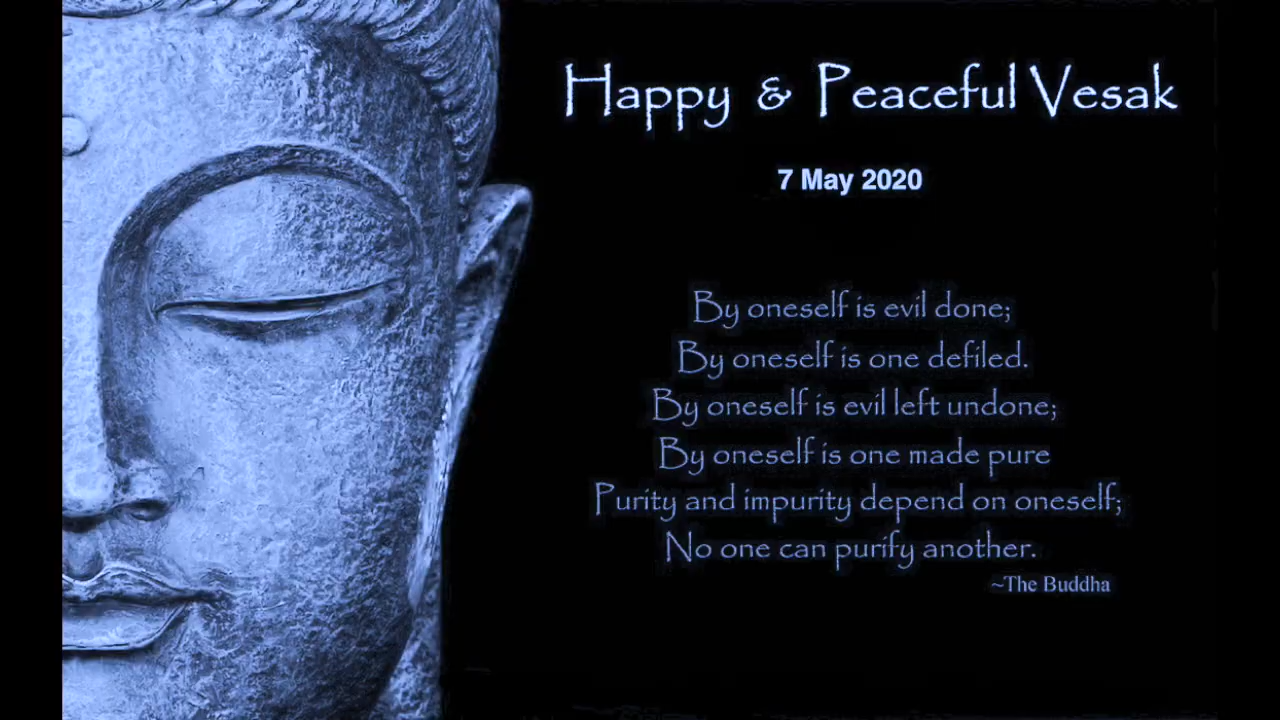 Happy & Peaceful Vesak
7 May 2020
By oneself is evil done;
By oneself is one defiled.
By oneself is evil left undone;
By oneself is one made pure
Purity and impurity depend on oneself;
No one can purify another.
~The Buddha